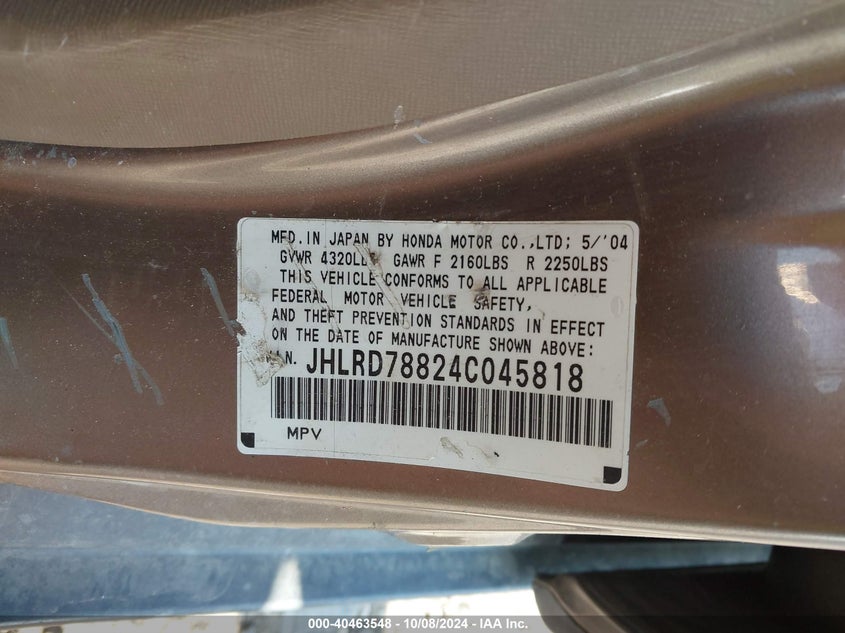 MFD.IN JAPAN BY HONDA MOTOR CO.,LTD; 5/'04
GVWR 4320LB GAWR F 2160LBS R 2250LBS
THIS VEHICLE CONFORMS TO ALL APPLICABLE
FEDERAL MOTOR VEHICLE SAFETY,
AND THEFT PREVENTION STANDARDS IN EFFECT
ON THE DATE OF MANUFACTURE SHOWN ABOVE:
JHLRD78824C045818
MPV
000-40463548 - 10/08/2024 - IAA Inc.